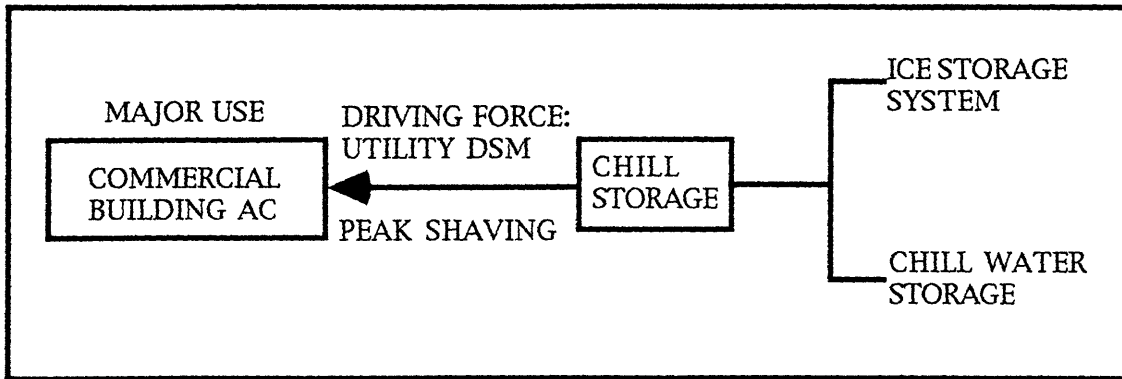 MAJOR USE
COMMERCIAL
BUILDING AC
DRIVING FORCE:
UTILITY DSM
PEAK SHAVING
CHILL
STORAGE
ICE STORAGE
SYSTEM
CHILL WATER
STORAGE